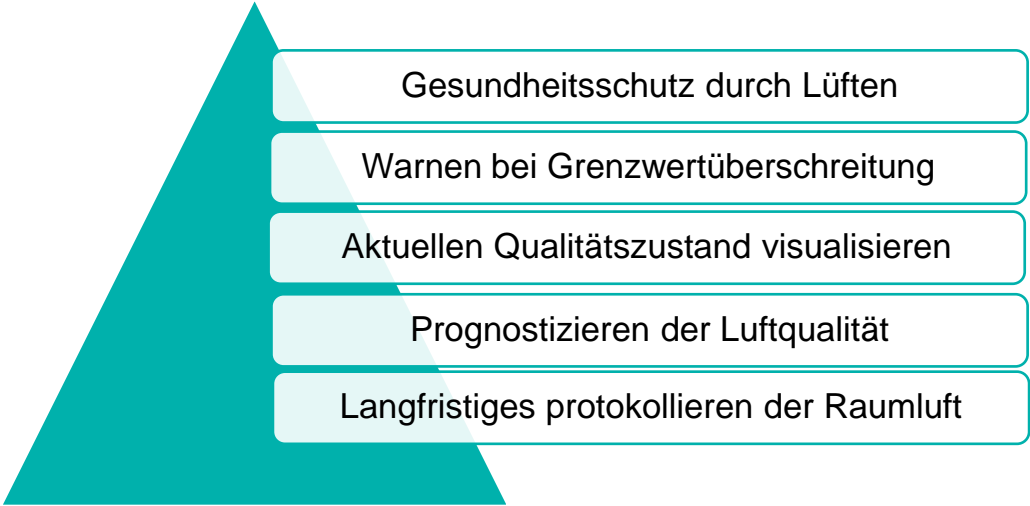 Gesundheitsschutz durch Lüften
Warnen bei Grenzwertüberschreitung
Aktuellen Qualitätszustand visualisieren
Prognostizieren der Luftqualität
Langfristiges protokollieren der Raumluft